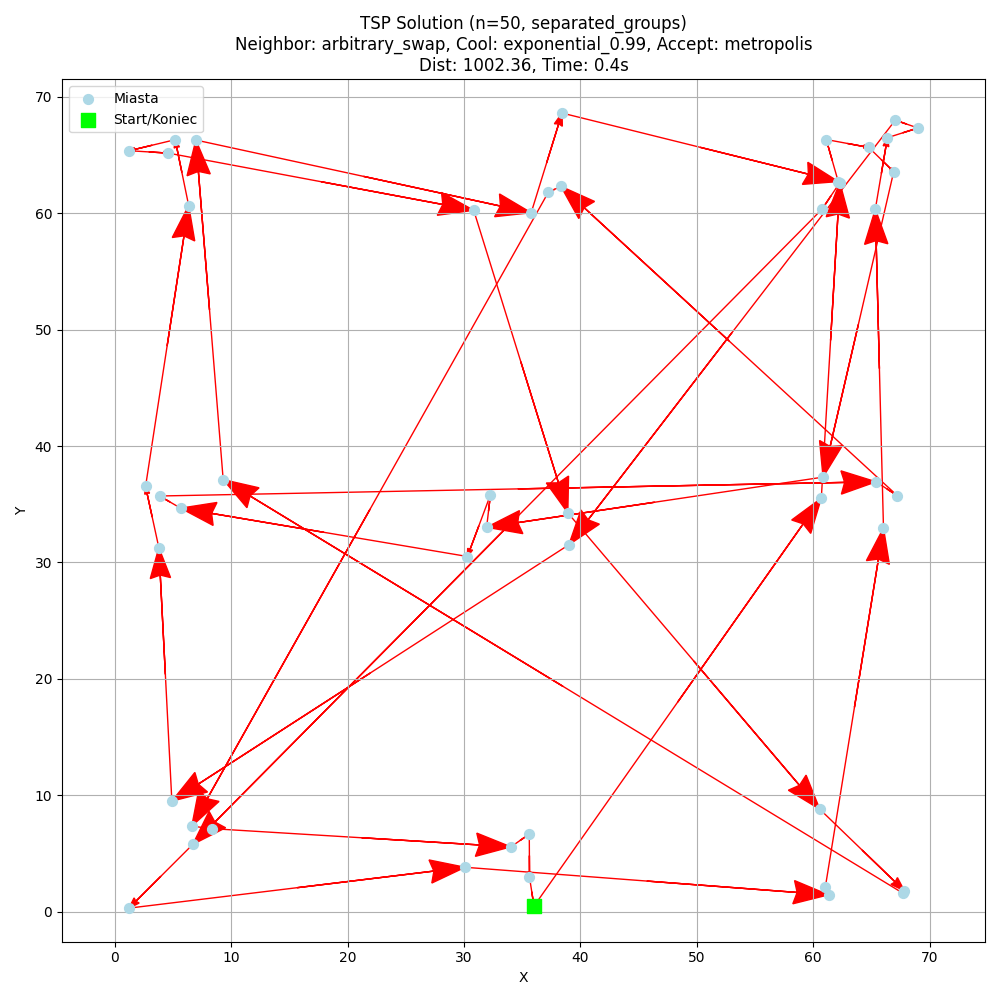 TSP Solution (n=50, separated_groups)
Neighbor: arbitrary_swap, Cool: exponential_0.99, Accept: metropolis
Dist: 1002.36, Time: 0.4s
Miasta
Start/Koniec
70
60
50
40
30
20
10
0
Y
0 10 20 30 40 50 60 70
X